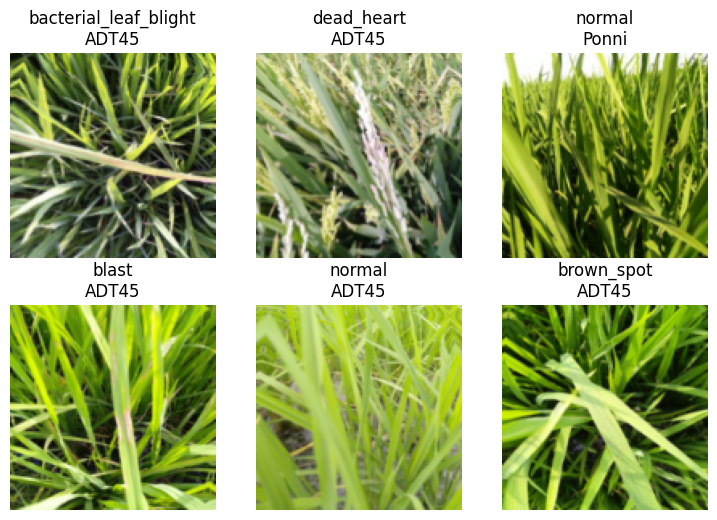 bacterial_leaf_blight
ADT45
dead_heart
ADT45
normal
Ponni
blast
ADT45
normal
ADT45
brown_spot
ADT45